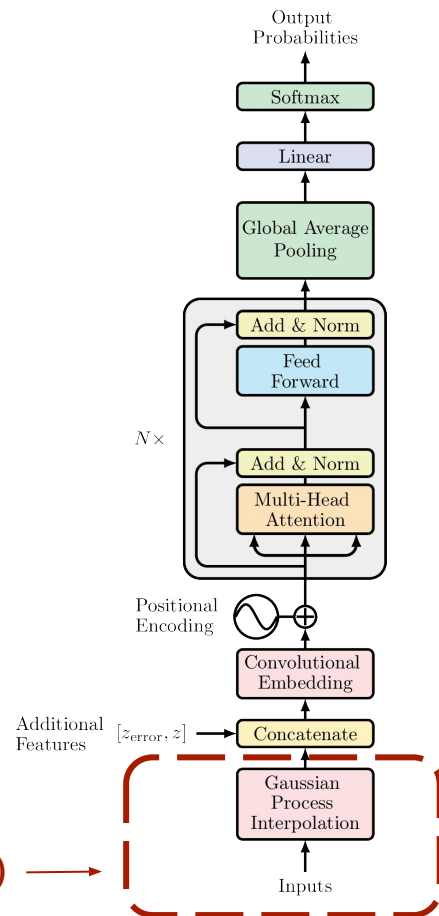 Output
Probabilities
Softmax
Linear
Global Average
Pooling
Add & Norm
Feed
Forward
N×
Add & Norm
Multi-Head
Attention
Positional
Encoding
Convolutional
Embedding
Additional
Features
[z_error, z]
Concatenate
Gaussian
Process
Interpolation
Inputs